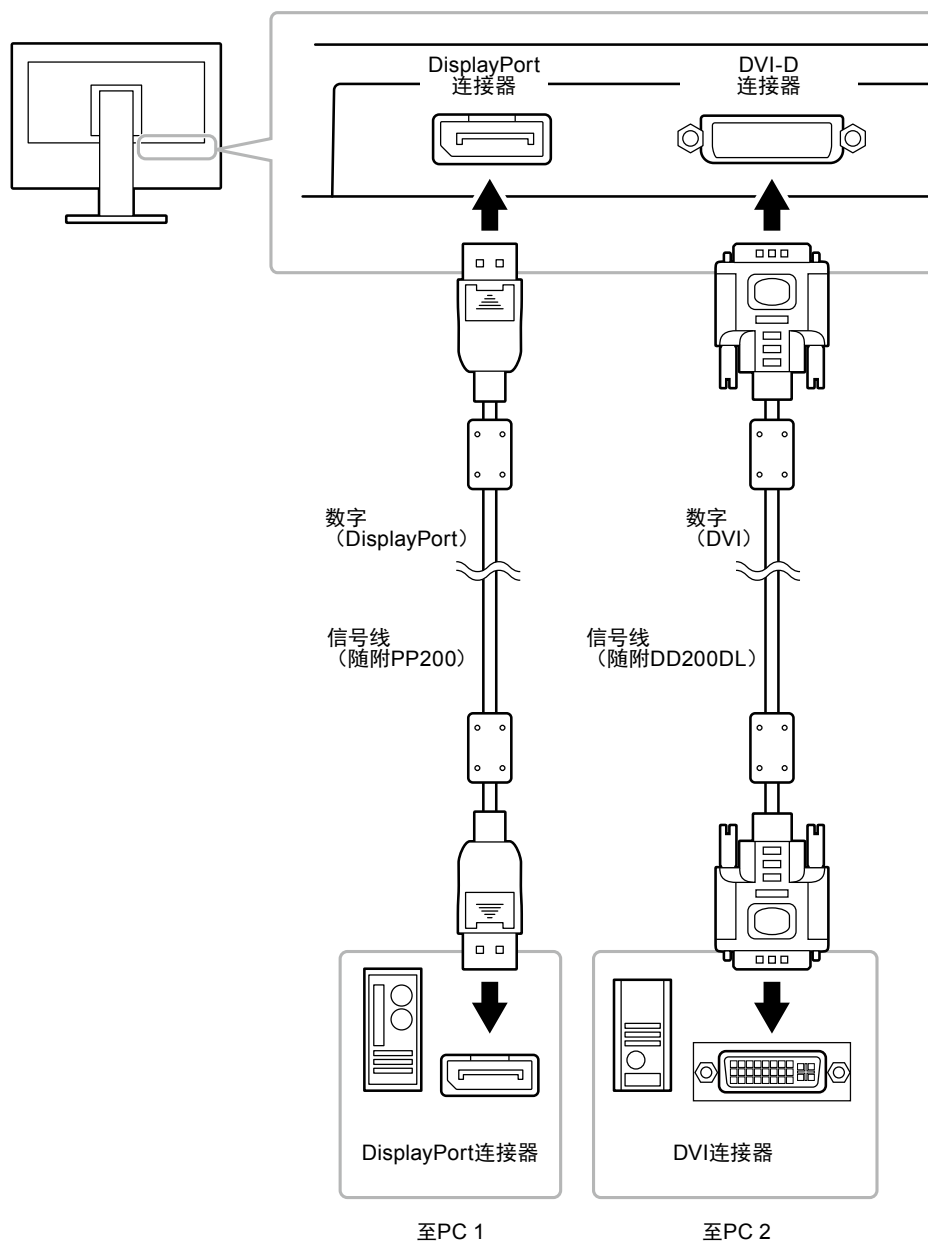 DisplayPort
连接器
DVI-D
连接器
数字
（DisplayPort）
数字
（DVI）
信号线
（随附PP200）
信号线
（随附DD200DL）
DisplayPort连接器
DVI连接器
至PC 1
至PC 2